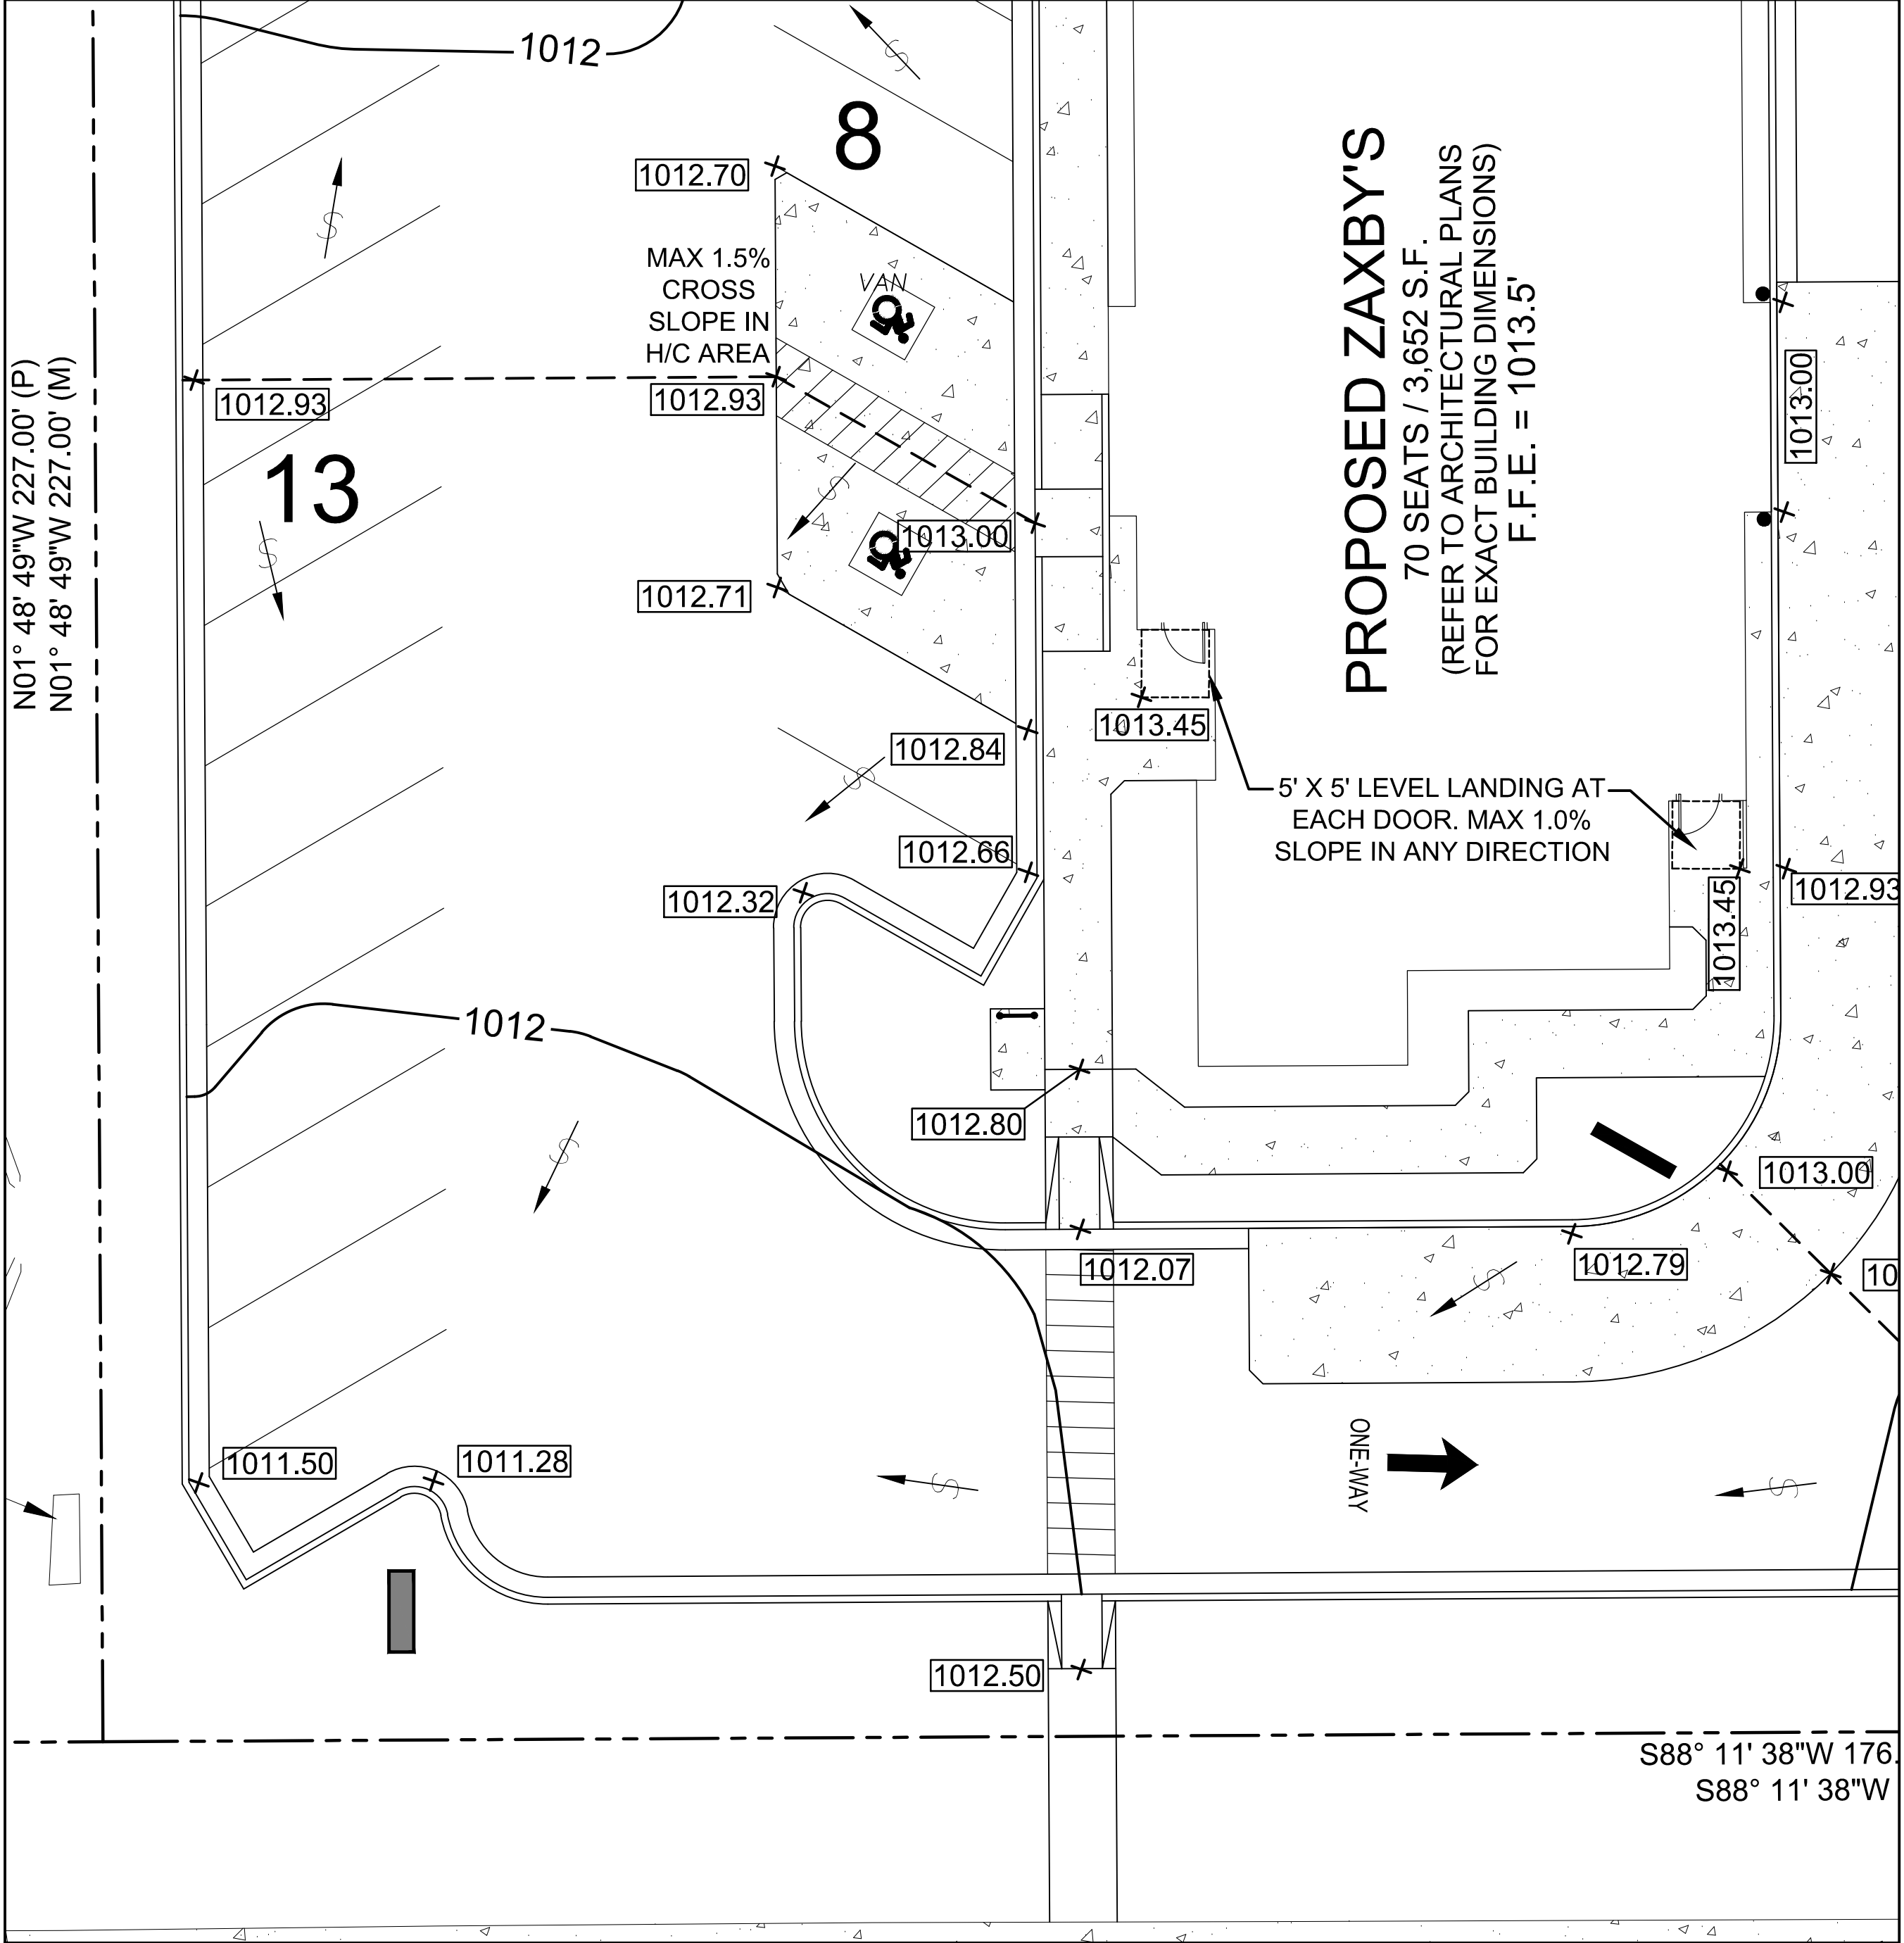 1012
8
1012.70
MAX 1.5%
CROSS
SLOPE IN
H/C AREA
VAN
S
S
1012.93
1012.93
13
S
S
1013.00
1012.71
N01° 48' 49"W 227.00' (P)
N01° 48' 49"W 227.00' (M)
PROPOSED ZAXBY'S
70 SEATS / 3,652 S.F.
(REFER TO ARCHITECTURAL PLANS
FOR EXACT BUILDING DIMENSIONS)
F.F.E. = 1013.5'
1013.00
1013.45
1012.84
S
5' X 5' LEVEL LANDING AT
EACH DOOR. MAX 1.0%
SLOPE IN ANY DIRECTION
1012.66
1012.32
1012.93
1013.45
1012
1012.80
S
1013.00
1012.07
1012.79
S
10
1011.50
1011.28
S
ONE-WAY
S
1012.50
S88° 11' 38"W 176.
S88° 11' 38"W